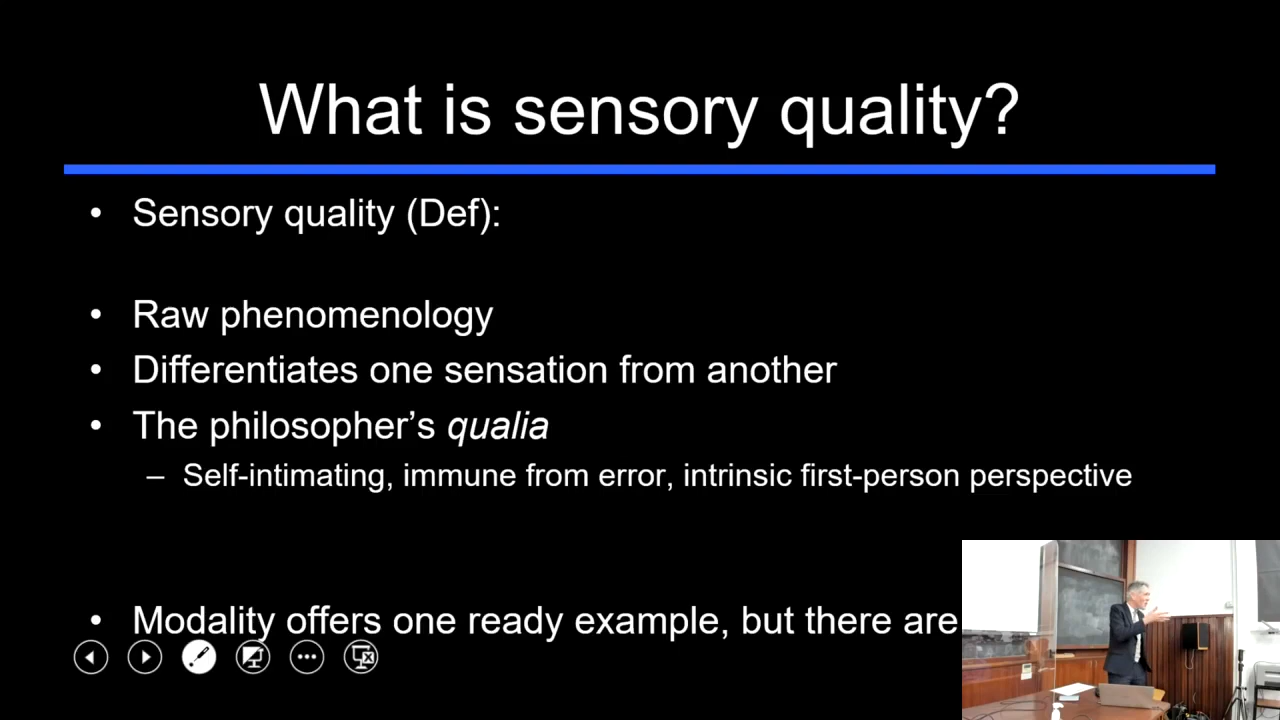 What is sensory quality?
• Sensory quality (Def):
• Raw phenomenology
• Differentiates one sensation from another
• The philosopher’s qualia
– Self-intimating, immune from error, intrinsic first-person perspective
• Modality offers one ready example, but there are